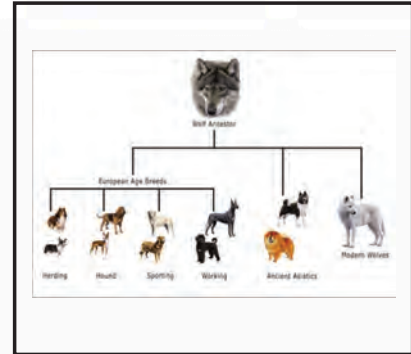 Wolf Ancestor
European Age Breeds
Herding
Hound
Sporting
Working
Ancient Asiatics
Modern Wolves